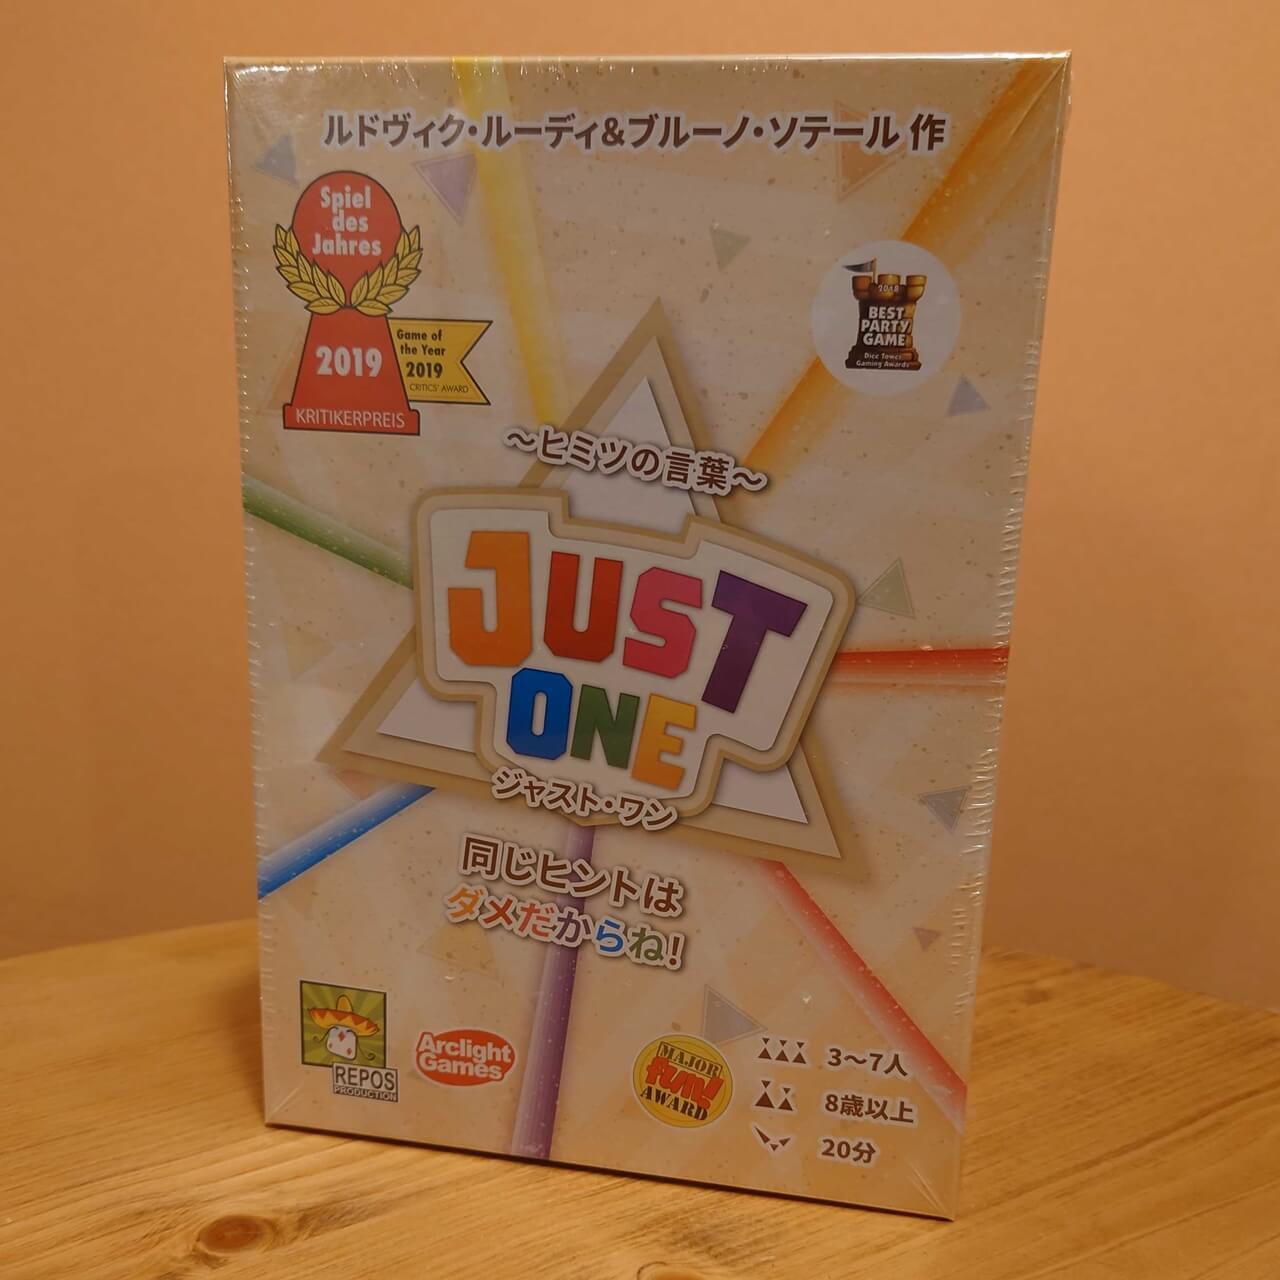 ルドヴィク・ルーディ&ブルーノ・ソテール 作
Spiel
des
Jahres
2019
KRITIKERPREIS
Game of
the Year
2019
CRITICS' AWARD
2018
BEST
PARTY
GAME
Dice Tower
Gaming Awards
～ヒミツの言葉～
JUST
ONE
ジャスト・ワン
同じヒントは
ダメだからね!
REPOS
PRODUCTION
Arclight
Games
MAJOR
fun!
AWARD
3～7人
8歳以上
20分